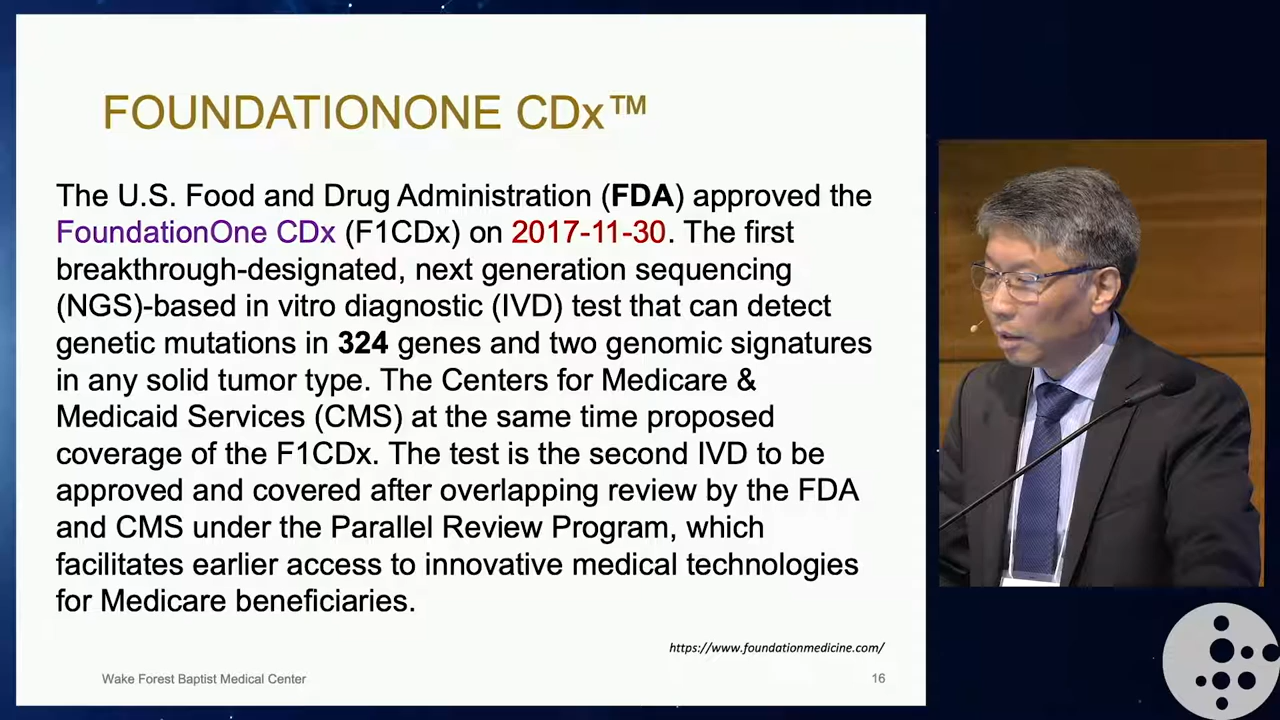 FOUNDATIONONE CDx™
The U.S. Food and Drug Administration (FDA) approved the
FoundationOne CDx (F1CDx) on 2017-11-30. The first
breakthrough-designated, next generation sequencing
(NGS)-based in vitro diagnostic (IVD) test that can detect
genetic mutations in 324 genes and two genomic signatures
in any solid tumor type. The Centers for Medicare &
Medicaid Services (CMS) at the same time proposed
coverage of the F1CDx. The test is the second IVD to be
approved and covered after overlapping review by the FDA
and CMS under the Parallel Review Program, which
facilitates earlier access to innovative medical technologies
for Medicare beneficiaries.
https://www.foundationmedicine.com/
Wake Forest Baptist Medical Center 16